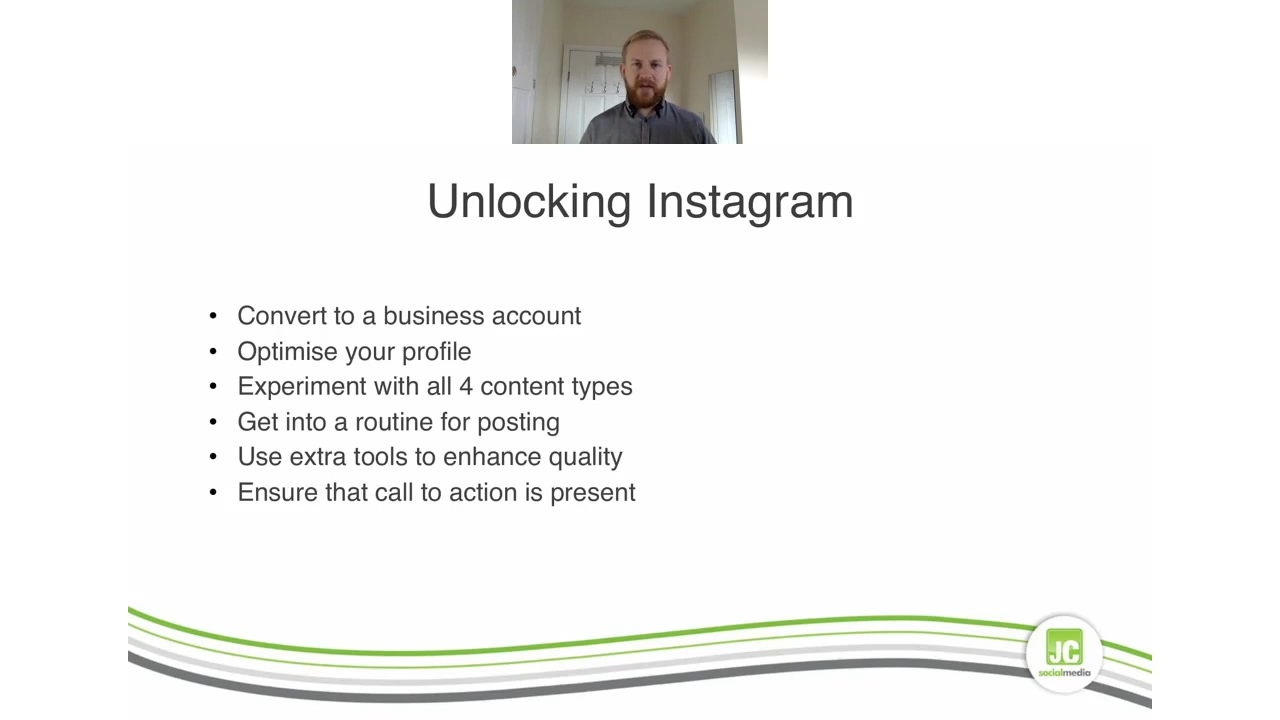 Unlocking Instagram
• Convert to a business account
• Optimise your profile
• Experiment with all 4 content types
• Get into a routine for posting
• Use extra tools to enhance quality
• Ensure that call to action is present
JC
socialmedia